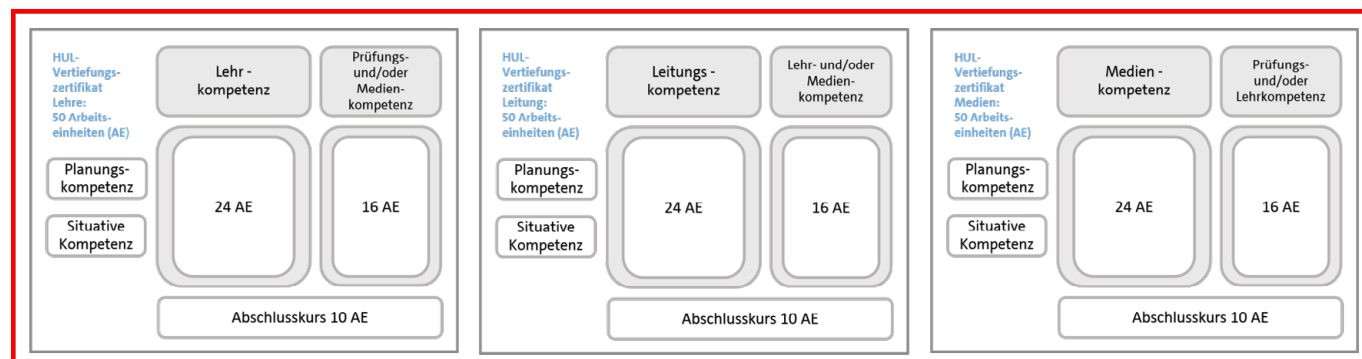 HUL-
Vertiefungs-
zertifikat
Lehre:
50 Arbeits-
einheiten (AE)
Lehr -
kompetenz
Prüfungs-
und/oder
Medien-
kompetenz
Planungs-
kompetenz
Situative
Kompetenz
24 AE
16 AE
Abschlusskurs 10 AE
HUL-
Vertiefungs-
zertifikat
Leitung:
50 Arbeits-
einheiten (AE)
Leitungs -
kompetenz
Lehr- und/oder
Medien-
kompetenz
Planungs-
kompetenz
Situative
Kompetenz
24 AE
16 AE
Abschlusskurs 10 AE
HUL-
Vertiefungs-
zertifikat
Medien:
50 Arbeits-
einheiten (AE)
Medien -
kompetenz
Prüfungs-
und/oder
Lehrkompetenz
Planungs-
kompetenz
Situative
Kompetenz
24 AE
16 AE
Abschlusskurs 10 AE